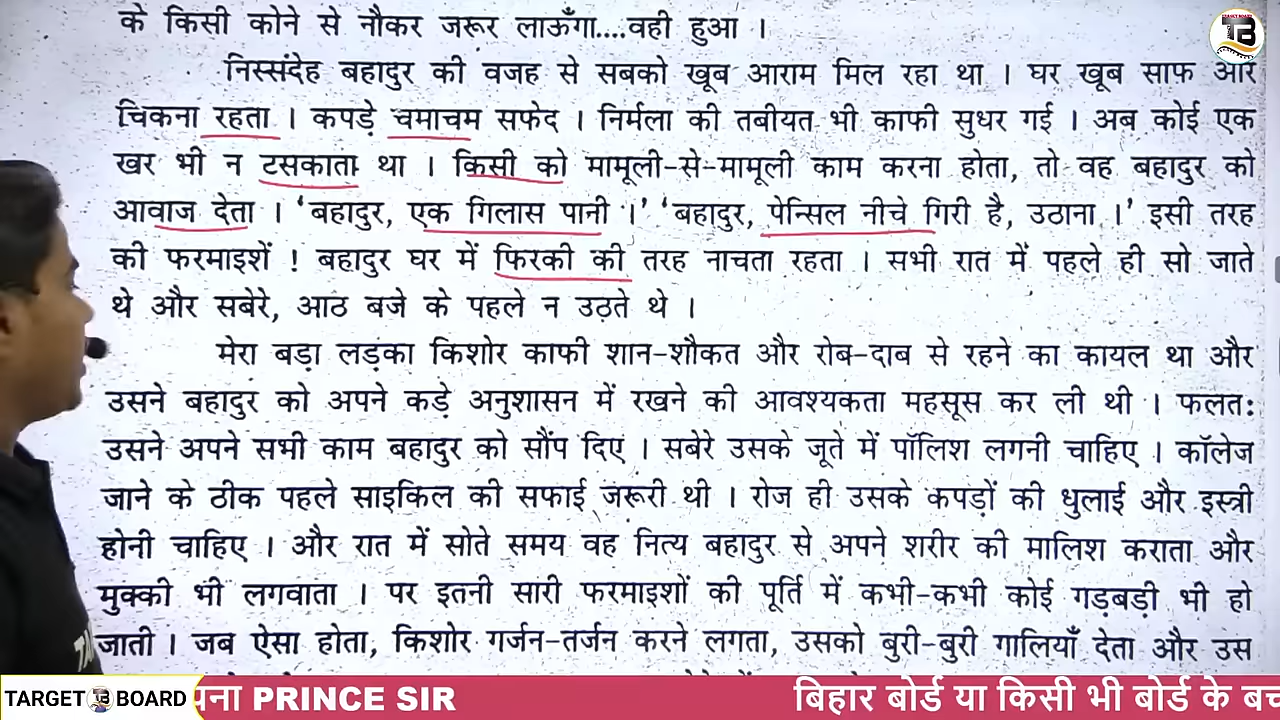 के किसी कोने से नौकर जरूर लाऊँगा....वही हुआ ।
निस्संदेह बहादुर की वजह से सबको खूब आराम मिल रहा था । घर खूब साफ और
चिकना रहता । कपड़े चमाचम सफेद । निर्मला की तबीयत भी काफी सुधर गई । अब कोई एक
खर भी न टसकाता था । किसी को मामूली-से-मामूली काम करना होता, तो वह बहादुर को
आवाज देता । 'बहादुर, एक गिलास पानी ।' 'बहादुर, पेन्सिल नीचे गिरी है, उठाना ।' इसी तरह
की फरमाइशें ! बहादुर घर में फिरकी की तरह नाचता रहता । सभी रात में पहले ही सो जाते
थे और सबेरे, आठ बजे के पहले न उठते थे ।
मेरा बड़ा लड़का किशोर काफी शान-शौकत और रोब-दाब से रहने का कायल था और
उसने बहादुर को अपने कड़े अनुशासन में रखने की आवश्यकता महसूस कर ली थी । फलतः
उसने अपने सभी काम बहादुर को सौंप दिए । सबेरे उसके जूते में पॉलिश लगनी चाहिए । कॉलेज
जाने के ठीक पहले साइकिल की सफाई जरूरी थी । रोज ही उसके कपड़ों की धुलाई और इस्त्री
होनी चाहिए । और रात में सोते समय वह नित्य बहादुर से अपने शरीर की मालिश कराता और
मुक्की भी लगवाता । पर इतनी सारी फरमाइशों की पूर्ति में कभी-कभी कोई गड़बड़ी भी हो
जाती । जब ऐसा होता, किशोर गर्जन-तर्जन करने लगता, उसको बुरी-बुरी गालियाँ देता और उस
TARGET TB BOARD पना PRINCE SIR बिहार बोर्ड या किसी भी बोर्ड के बच